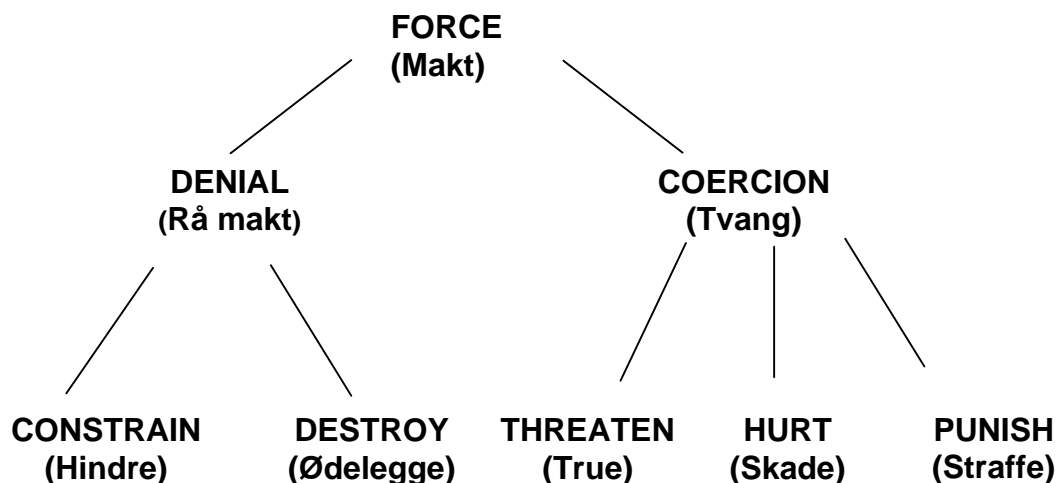 FORCE
(Makt)
DENIAL
(Rå makt)
COERCION
(Tvang)
CONSTRAIN
(Hindre)
DESTROY
(Ødelegge)
THREATEN
(True)
HURT
(Skade)
PUNISH
(Straffe)